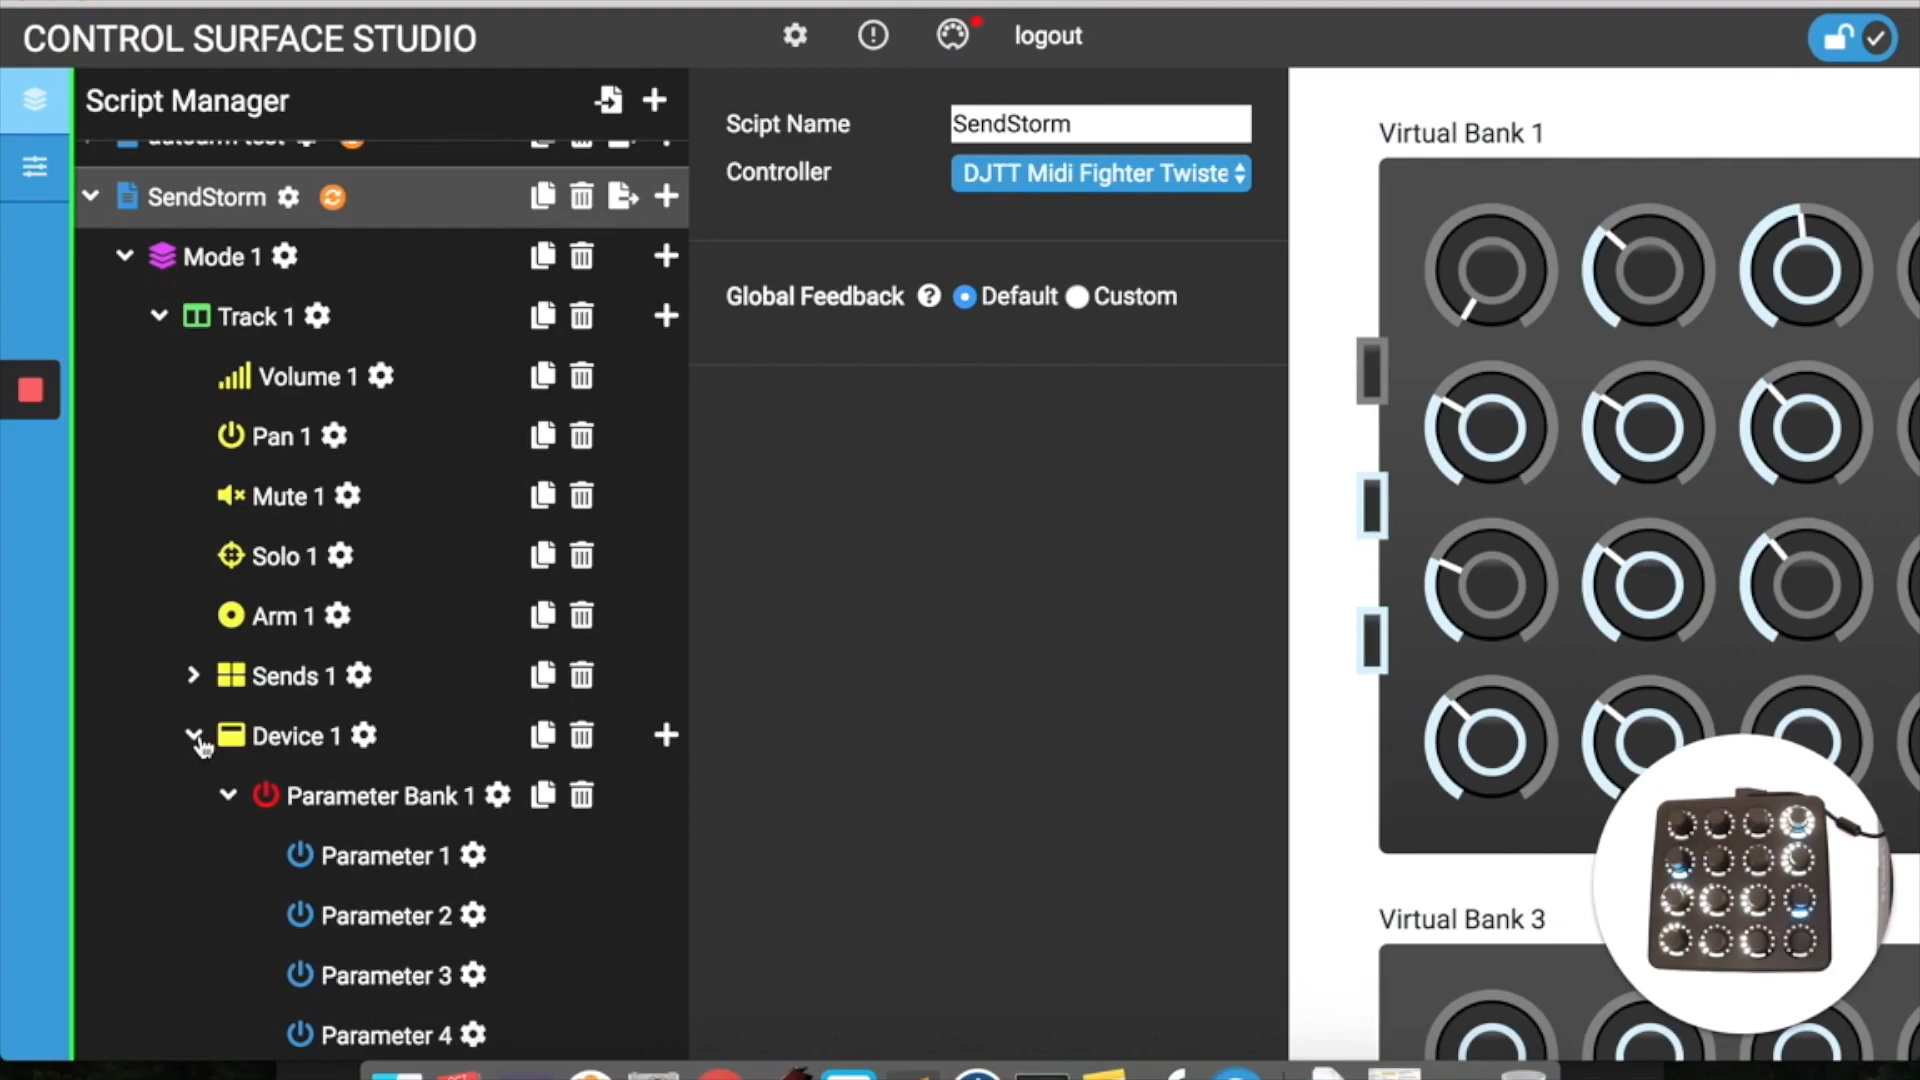 CONTROL SURFACE STUDIO
logout
Script Manager
autoarm test
SendStorm
Mode 1
Track 1
Volume 1
Pan 1
Mute 1
Solo 1
Arm 1
Sends 1
Device 1
Parameter Bank 1
Parameter 1
Parameter 2
Parameter 3
Parameter 4
Scipt Name
SendStorm
Controller
DJTT Midi Fighter Twiste
Global Feedback ? Default Custom
Virtual Bank 1
Virtual Bank 3